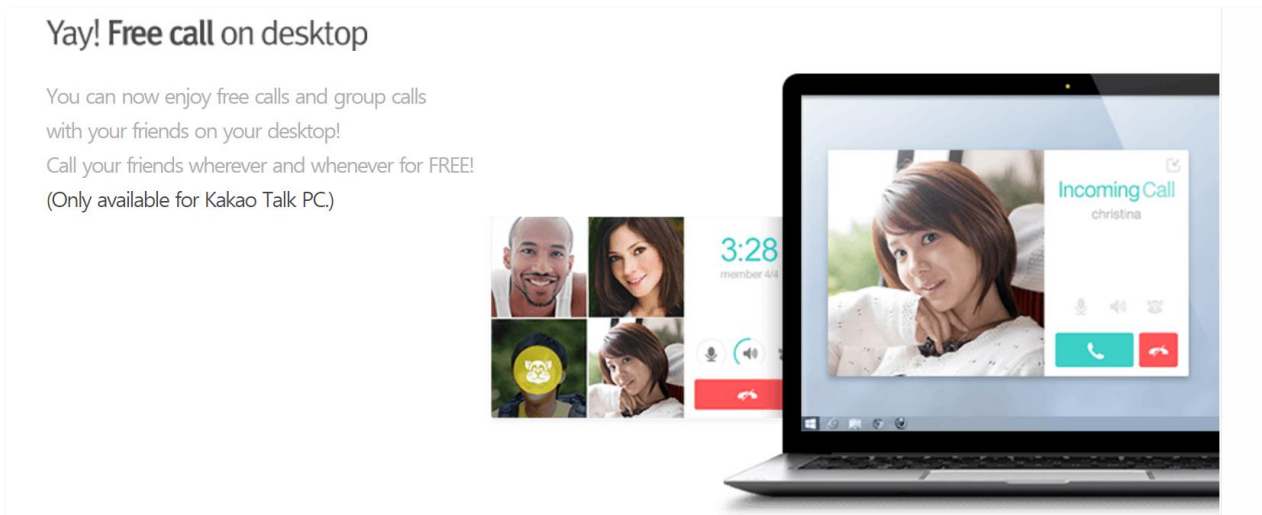 Yay! Free call on desktop
You can now enjoy free calls and group calls
with your friends on your desktop!
Call your friends wherever and whenever for FREE!
(Only available for Kakao Talk PC.)
3:28
member 4/4
Incoming Call
christina